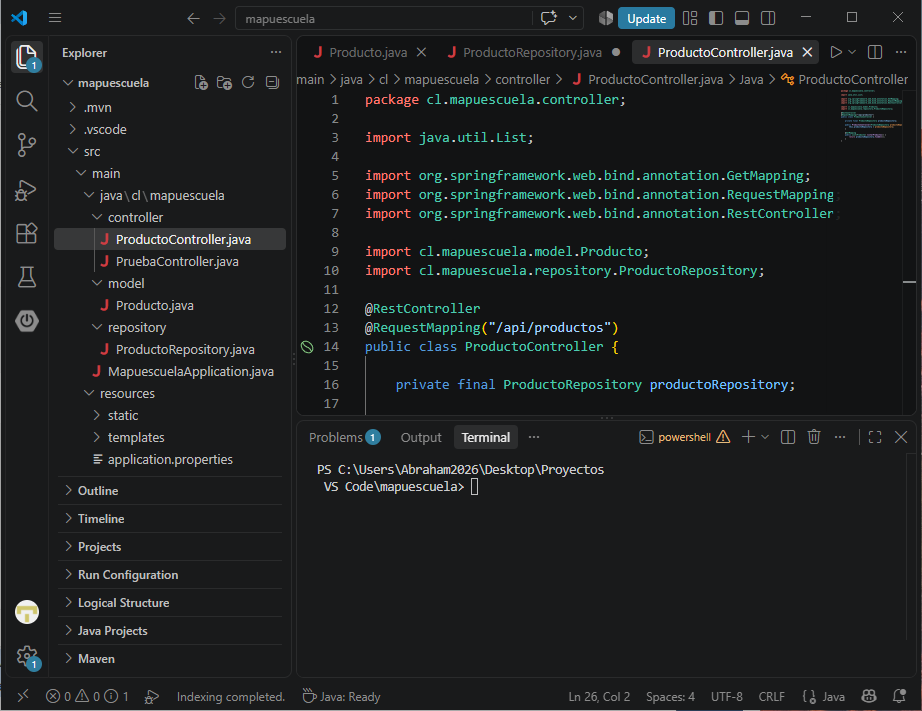 mapuescuela
Update
1
Explorer
mapuescuela
.mvn
.vscode
src
main
java\cl\mapuescuela
controller
ProductoController.java
PruebaController.java
model
Producto.java
repository
ProductoRepository.java
MapuescuelaApplication.java
resources
static
templates
application.properties
Outline
Timeline
Projects
Run Configuration
Logical Structure
Java Projects
Maven
1
Producto.java
ProductoRepository.java
ProductoController.java
main > java > cl > mapuescuela > controller > ProductoController.java > Java > ProductoController
1 package cl.mapuescuela.controller;
2
3 import java.util.List;
4
5 import org.springframework.web.bind.annotation.GetMapping;
6 import org.springframework.web.bind.annotation.RequestMapping
7 import org.springframework.web.bind.annotation.RestController
8
9 import cl.mapuescuela.model.Producto;
10 import cl.mapuescuela.repository.ProductoRepository;
11
12 @RestController
13 @RequestMapping("/api/productos")
14 public class ProductoController {
15
16 private final ProductoRepository productoRepository;
17
Problems 1 Output Terminal powershell
PS C:\Users\Abraham2026\Desktop\Proyectos
VS Code\mapuescuela>
0 0 1 Indexing completed. Java: Ready Ln 26, Col 2 Spaces: 4 UTF-8 CRLF {} Java